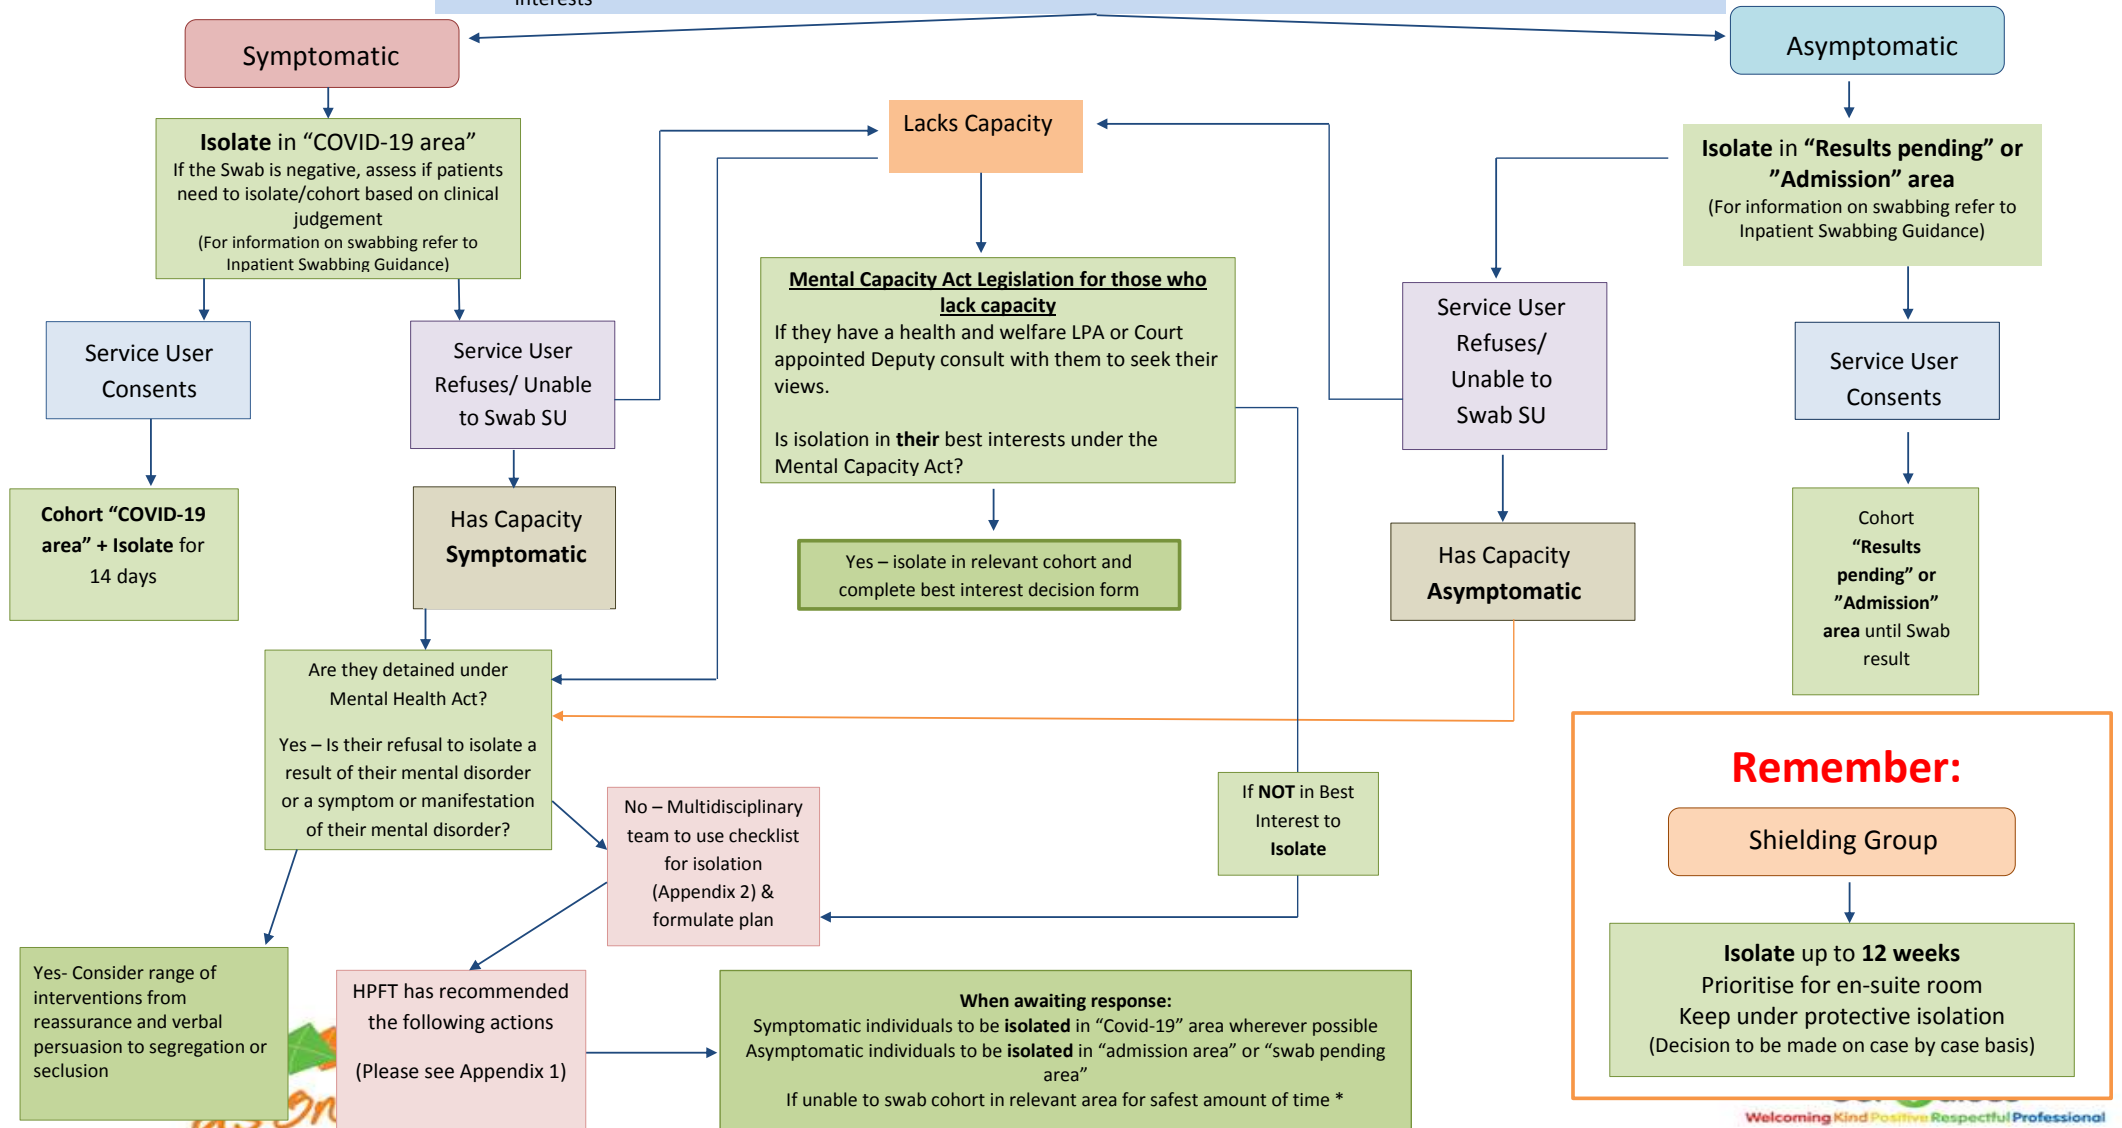 interests
Symptomatic
Asymptomatic
Isolate in “COVID-19 area”
If the Swab is negative, assess if patients
need to isolate/cohort based on clinical
judgement
(For information on swabbing refer to
Inpatient Swabbing Guidance)
Lacks Capacity
Isolate in “Results pending” or
”Admission” area
(For information on swabbing refer to
Inpatient Swabbing Guidance)
Service User
Consents
Service User
Refuses/ Unable
to Swab SU
Mental Capacity Act Legislation for those who
lack capacity
If they have a health and welfare LPA or Court
appointed Deputy consult with them to seek their
views.
Is isolation in their best interests under the
Mental Capacity Act?
Service User
Refuses/
Unable to
Swab SU
Service User
Consents
Cohort “COVID-19
area” + Isolate for
14 days
Has Capacity
Symptomatic
Yes – isolate in relevant cohort and
complete best interest decision form
Has Capacity
Asymptomatic
Cohort
“Results
pending” or
”Admission”
area until Swab
result
Are they detained under
Mental Health Act?
Yes – Is their refusal to isolate a
result of their mental disorder
or a symptom or manifestation
of their mental disorder?
No – Multidisciplinary
team to use checklist
for isolation
(Appendix 2) &
formulate plan
If NOT in Best
Interest to
Isolate
Remember:
Shielding Group
Isolate up to 12 weeks
Prioritise for en-suite room
Keep under protective isolation
(Decision to be made on case by case basis)
Yes- Consider range of
interventions from
reassurance and verbal
persuasion to segregation or
seclusion
HPFT has recommended
the following actions
(Please see Appendix 1)
When awaiting response:
Symptomatic individuals to be isolated in “Covid-19” area wherever possible
Asymptomatic individuals to be isolated in “admission area” or “swab pending
area”
If unable to swab cohort in relevant area for safest amount of time *
Welcoming Kind Positive Respectful Professional